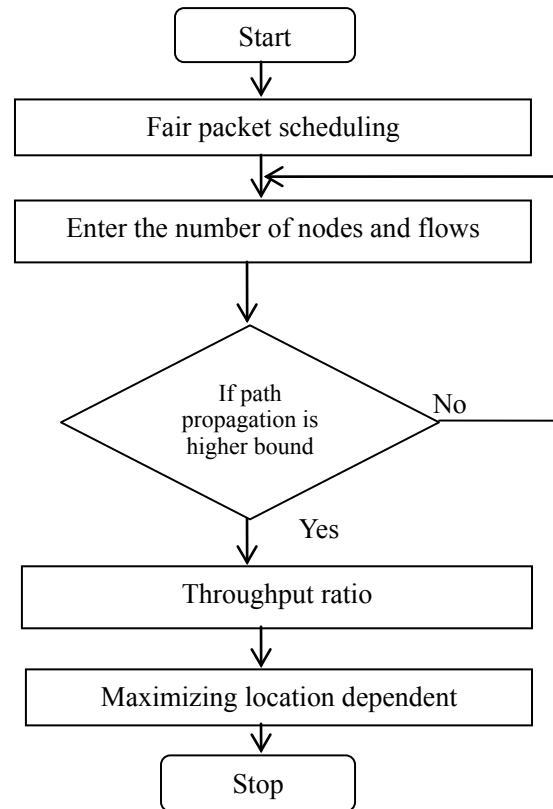 Start
Fair packet scheduling
Enter the number of nodes and flows
If path
propagation is
higher bound
No
Yes
Throughput ratio
Maximizing location dependent
Stop